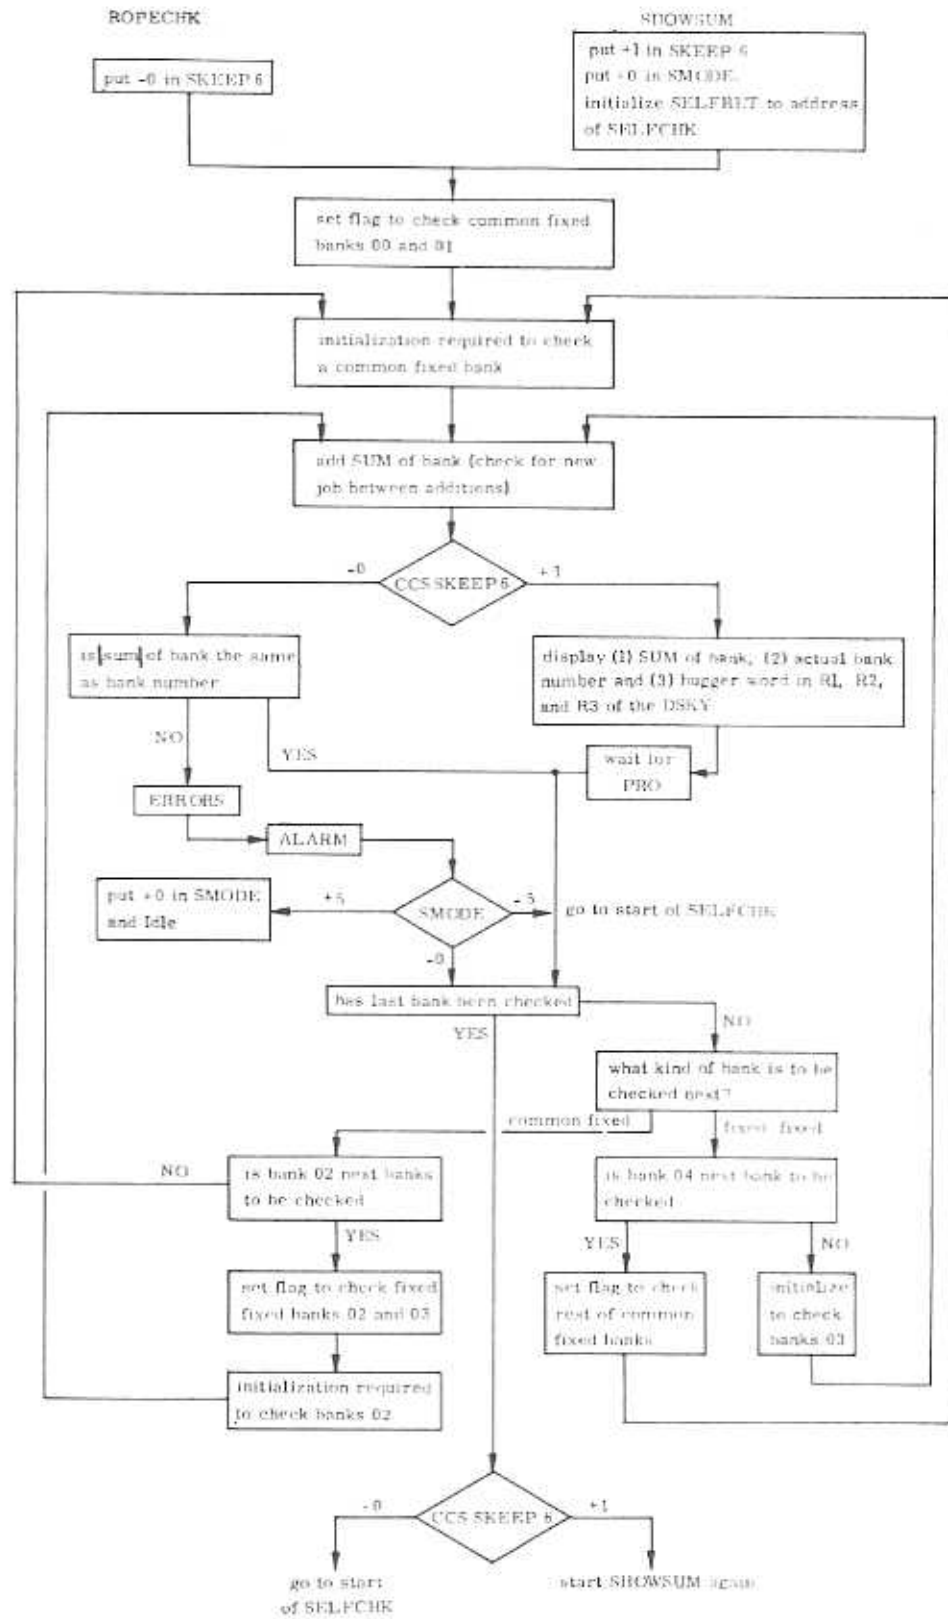 ROPECHK
SHOWSUM
put -0 in SKEEP 6
put +1 in SKEEP 6
put +0 in SMODE
initialize SELFRET to address
of SELFCHK
set flag to check common fixed
banks 00 and 01
initialization required to check
a common fixed bank
add SUM of bank (check for new
job between additions)
-0
CCS SKEEP 6
+1
is |sum| of bank the same
as bank number
display (1) SUM of bank, (2) actual bank
number and (3) bugger word in R1, R2,
and R3 of the DSKY
NO
YES
wait for
PRO
ERRORS
ALARM
put +0 in SMODE
and Idle
+5
SMODE
-5
go to start of SELFCHK
-0
has last bank been checked
YES
NO
what kind of bank is to be
checked next?
common fixed
fixed fixed
NO
is bank 02 next banks
to be checked
is bank 04 next bank to be
checked
YES
YES
NO
set flag to check fixed
fixed banks 02 and 03
set flag to check
rest of common
fixed banks
initialize
to check
banks 03
initialization required
to check banks 02
-0
CCS SKEEP 6
+1
go to start
of SELFCHK
start SHOWSUM again